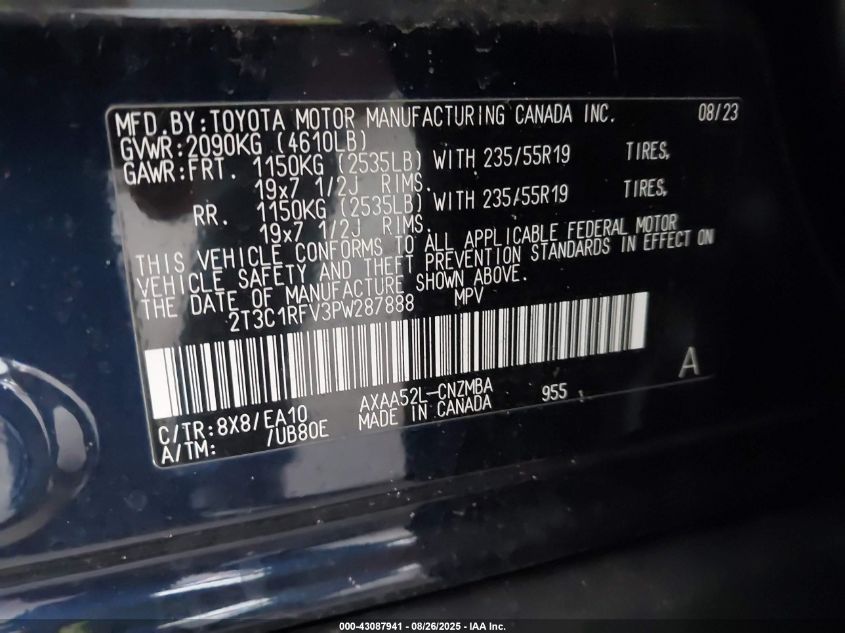 MFD.BY:TOYOTA MOTOR MANUFACTURING CANADA INC. 08/23
GVWR:2090KG (4610LB)
GAWR:FRT. 1150KG (2535LB) WITH 235/55R19 TIRES,
19x7 1/2J RIMS.
RR. 1150KG (2535LB) WITH 235/55R19 TIRES,
19x7 1/2J RIMS.
THIS VEHICLE CONFORMS TO ALL APPLICABLE FEDERAL MOTOR
VEHICLE SAFETY AND THEFT PREVENTION STANDARDS IN EFFECT ON
THE DATE OF MANUFACTURE SHOWN ABOVE.
2T3C1RFV3PW287888 MPV
A
C/TR:8X8/EA10 AXAA52L-CNZMBA 955
A/TM: /UB80E MADE IN CANADA
000-43087941 - 08/26/2025 - IAA Inc.